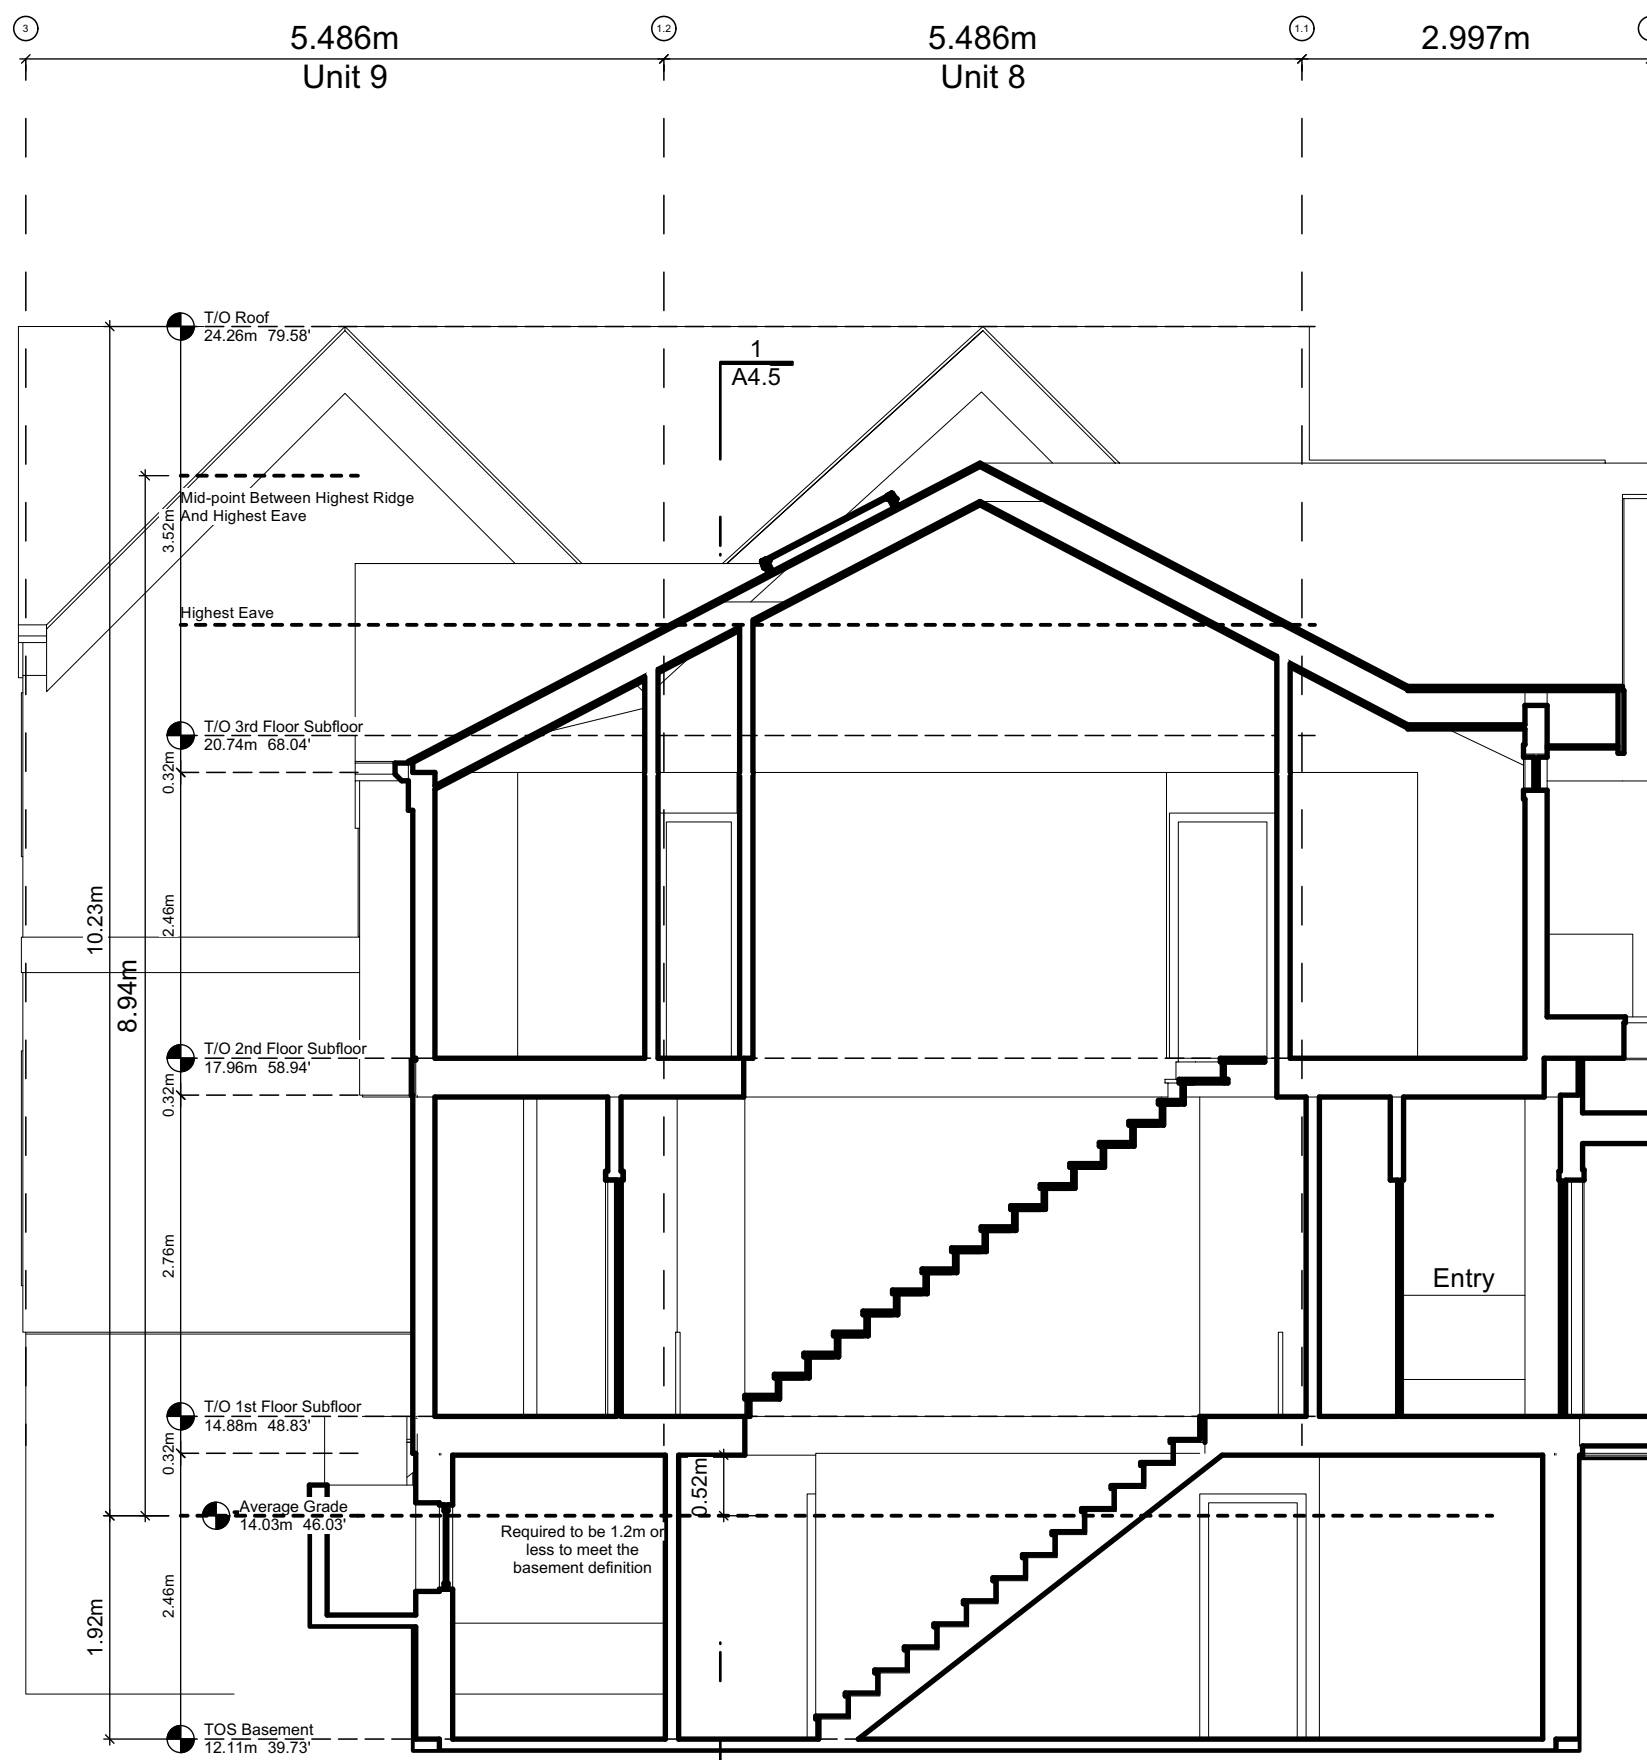 3
1.2
1.1
5.486m
5.486m
2.997m
Unit 9
Unit 8
T/O Roof
24.26m 79.58'
1
A4.5
Mid-point Between Highest Ridge
And Highest Eave
3.52m
Highest Eave
T/O 3rd Floor Subfloor
20.74m 68.04'
0.32m
10.23m
2.46m
8.94m
T/O 2nd Floor Subfloor
17.96m 58.94'
0.32m
2.76m
Entry
T/O 1st Floor Subfloor
14.88m 48.83'
0.32m
0.52m
Average Grade
14.03m 46.03'
Required to be 1.2m or
less to meet the
basement definition
2.46m
1.92m
TOS Basement
12.11m 39.73'